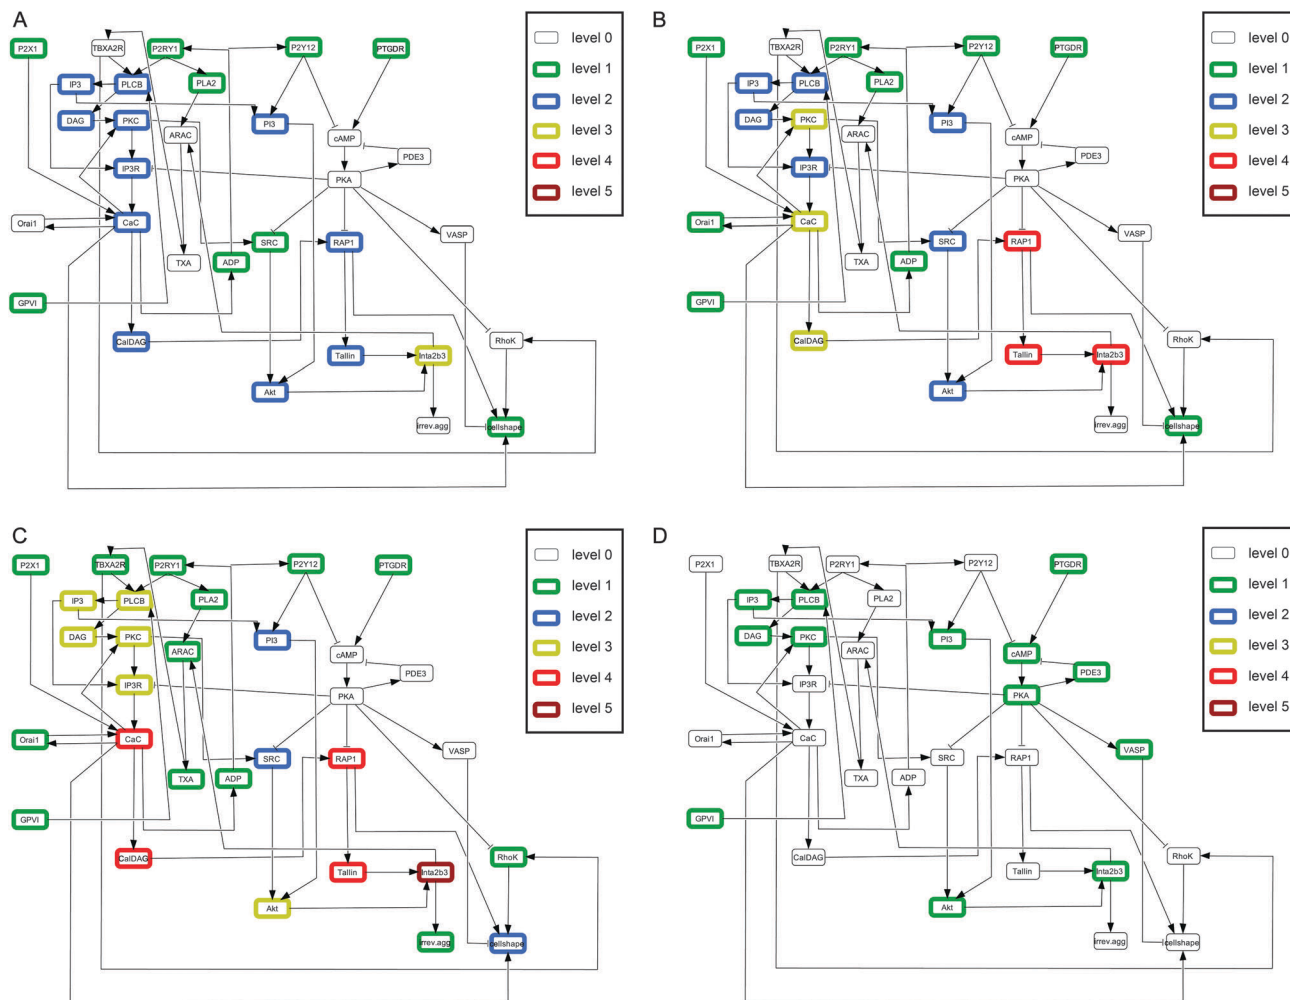 A
P2X1
TBXA2R
P2RY1
P2Y12
PTGDR
IP3
PLCB
PLA2
DAG
PKC
PI3
ARAC
cAMP
PDE3
IP3R
PKA
Orai1
CaC
SRC
RAP1
VASP
TXA
ADP
GPVI
CalDAG
Tallin
Inta2b3
RhoK
Akt
irrev.agg
cellshape
level 0
level 1
level 2
level 3
level 4
level 5
B
P2X1
TBXA2R
P2RY1
P2Y12
PTGDR
IP3
PLCB
PLA2
DAG
PKC
PI3
ARAC
cAMP
PDE3
IP3R
PKA
Orai1
CaC
SRC
RAP1
VASP
TXA
ADP
GPVI
CalDAG
Tallin
Inta2b3
RhoK
Akt
irrev.agg
cellshape
level 0
level 1
level 2
level 3
level 4
level 5
C
P2X1
TBXA2R
P2RY1
P2Y12
PTGDR
IP3
PLCB
PLA2
DAG
PKC
PI3
ARAC
cAMP
PDE3
IP3R
PKA
Orai1
CaC
SRC
RAP1
VASP
TXA
ADP
GPVI
CalDAG
Tallin
Inta2b3
RhoK
Akt
irrev.agg
cellshape
level 0
level 1
level 2
level 3
level 4
level 5
D
P2X1
TBXA2R
P2RY1
P2Y12
PTGDR
IP3
PLCB
PLA2
DAG
PKC
PI3
ARAC
cAMP
PDE3
IP3R
PKA
Orai1
CaC
SRC
RAP1
VASP
TXA
ADP
GPVI
CalDAG
Tallin
Inta2b3
RhoK
Akt
irrev.agg
cellshape
level 0
level 1
level 2
level 3
level 4
level 5